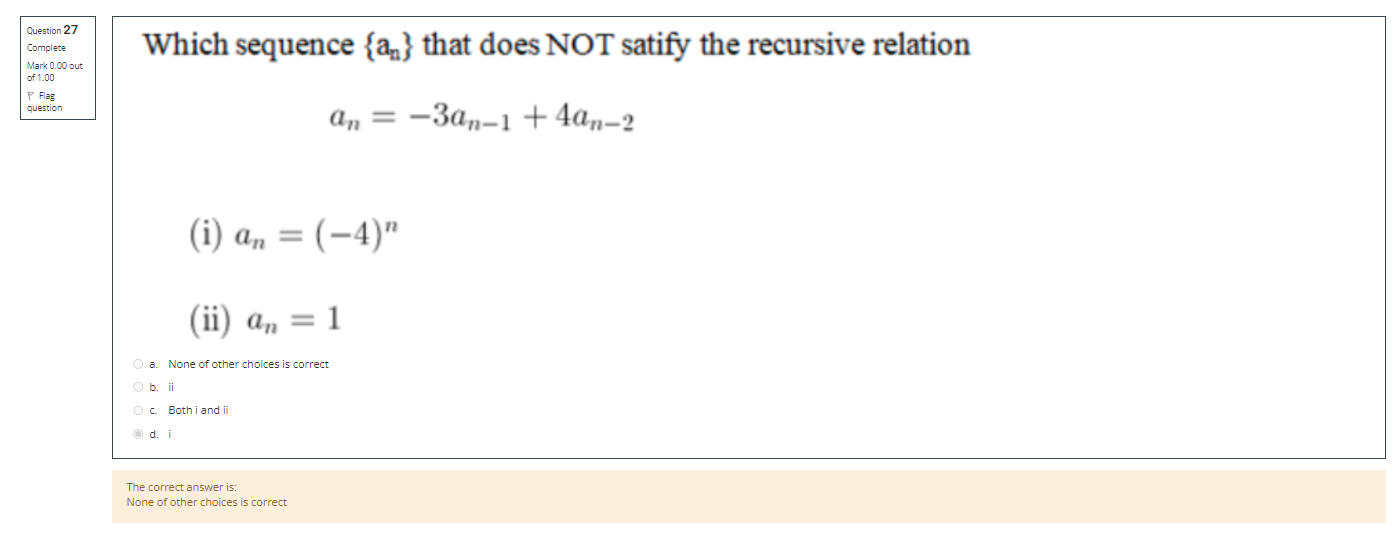 Question 27
Complete
Mark 0.00 out
of 1.00
Flag
question
Which sequence {aₙ} that does NOT satify the recursive relation
aₙ = −3aₙ₋₁ + 4aₙ₋₂
(i) aₙ = (−4)ⁿ
(ii) aₙ = 1
a. None of other choices is correct
b. ii
c. Both i and ii
d. i
The correct answer is:
None of other choices is correct